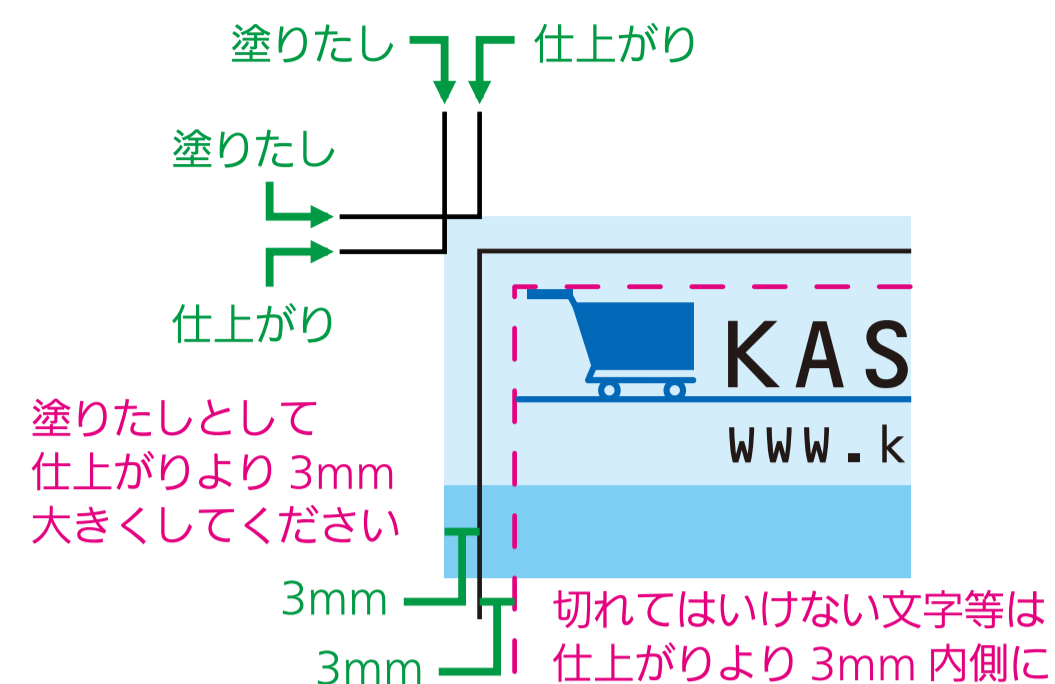 塗りたし
仕上がり
塗りたし
仕上がり
KAS
www.k
塗りたしとして
仕上がりより 3mm
大きくしてください
3mm
3mm
切れてはいけない文字等は
仕上がりより 3mm 内側に